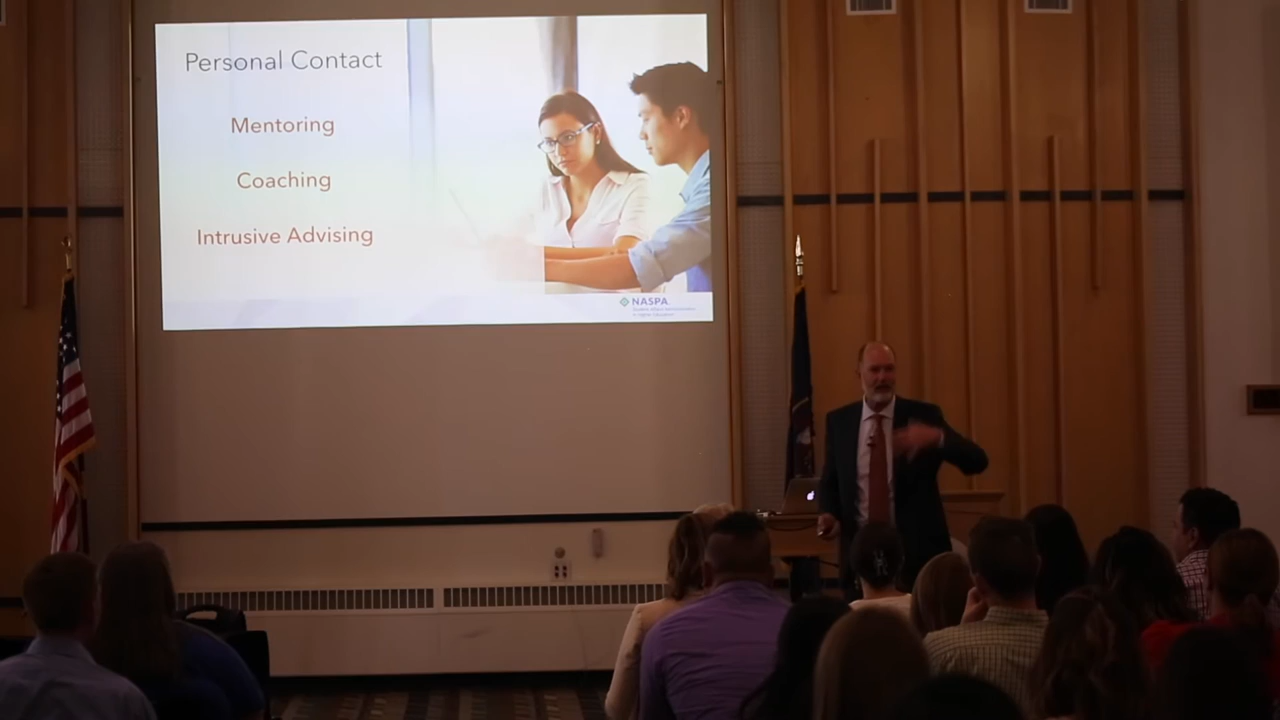 Personal Contact
Mentoring
Coaching
Intrusive Advising
NASPA